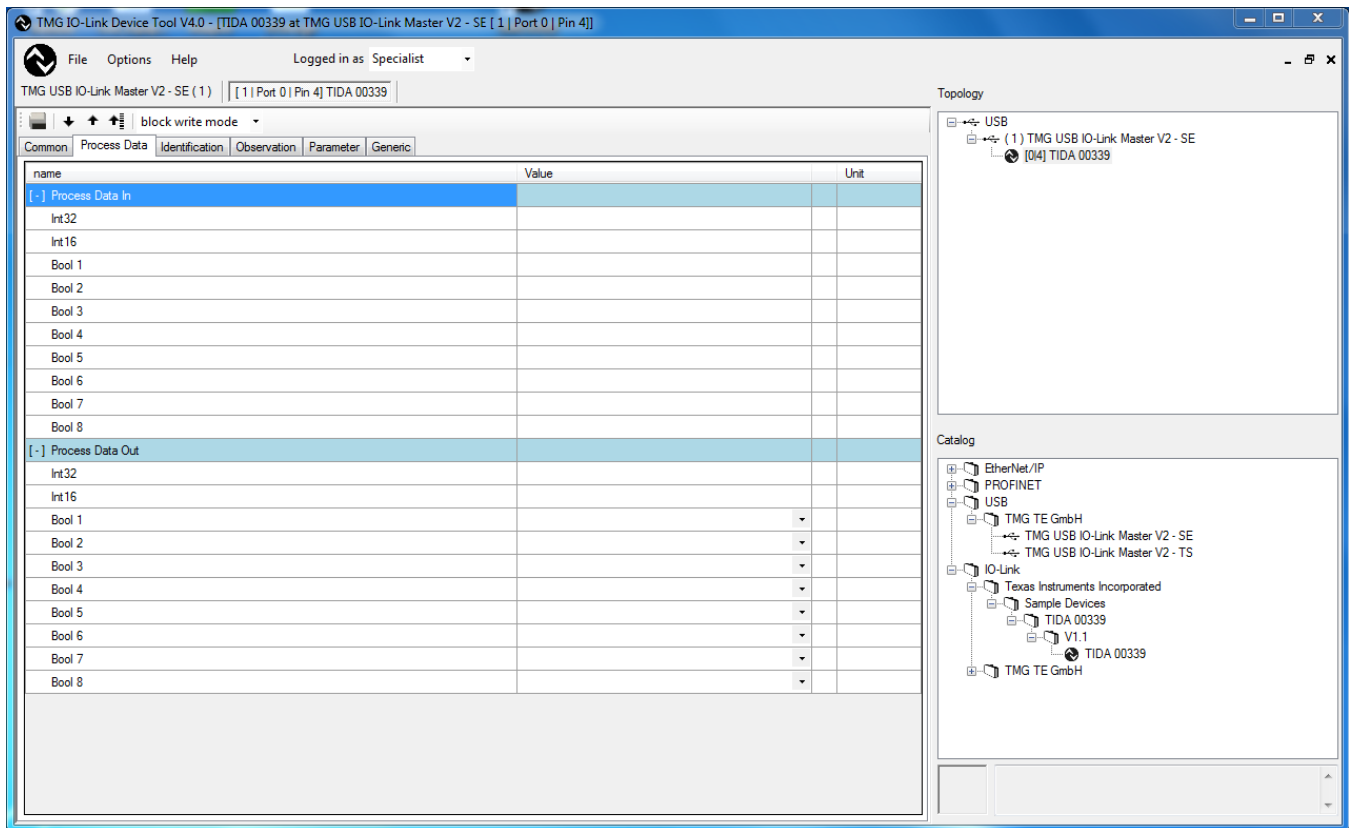 TMG IO-Link Device Tool V4.0 - [TIDA 00339 at TMG USB IO-Link Master V2 - SE [ 1 | Port 0 | Pin 4]]
File Options Help Logged in as Specialist
TMG USB IO-Link Master V2 - SE ( 1 ) [ 1 | Port 0 | Pin 4] TIDA 00339
block write mode
Common Process Data Identification Observation Parameter Generic
name Value Unit
[ - ] Process Data In
Int32
Int16
Bool 1
Bool 2
Bool 3
Bool 4
Bool 5
Bool 6
Bool 7
Bool 8
[ - ] Process Data Out
Int32
Int16
Bool 1
Bool 2
Bool 3
Bool 4
Bool 5
Bool 6
Bool 7
Bool 8
Topology
USB
( 1 ) TMG USB IO-Link Master V2 - SE
[0|4] TIDA 00339
Catalog
EtherNet/IP
PROFINET
USB
TMG TE GmbH
TMG USB IO-Link Master V2 - SE
TMG USB IO-Link Master V2 - TS
IO-Link
Texas Instruments Incorporated
Sample Devices
TIDA 00339
V1.1
TIDA 00339
TMG TE GmbH